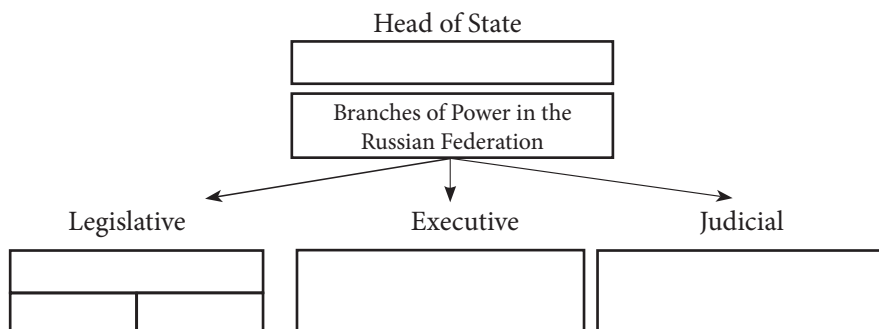 Head of State
Branches of Power in the
Russian Federation
Legislative
Executive
Judicial